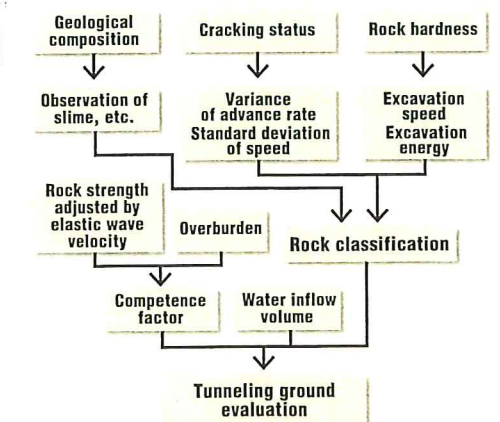 Geological
composition
Cracking status
Rock hardness
Observation of
slime, etc.
Variance
of advance rate
Standard deviation
of speed
Excavation
speed
Excavation
energy
Rock strength
adjusted by
elastic wave
velocity
Overburden
Rock classification
Competence
factor
Water inflow
volume
Tunneling ground
evaluation